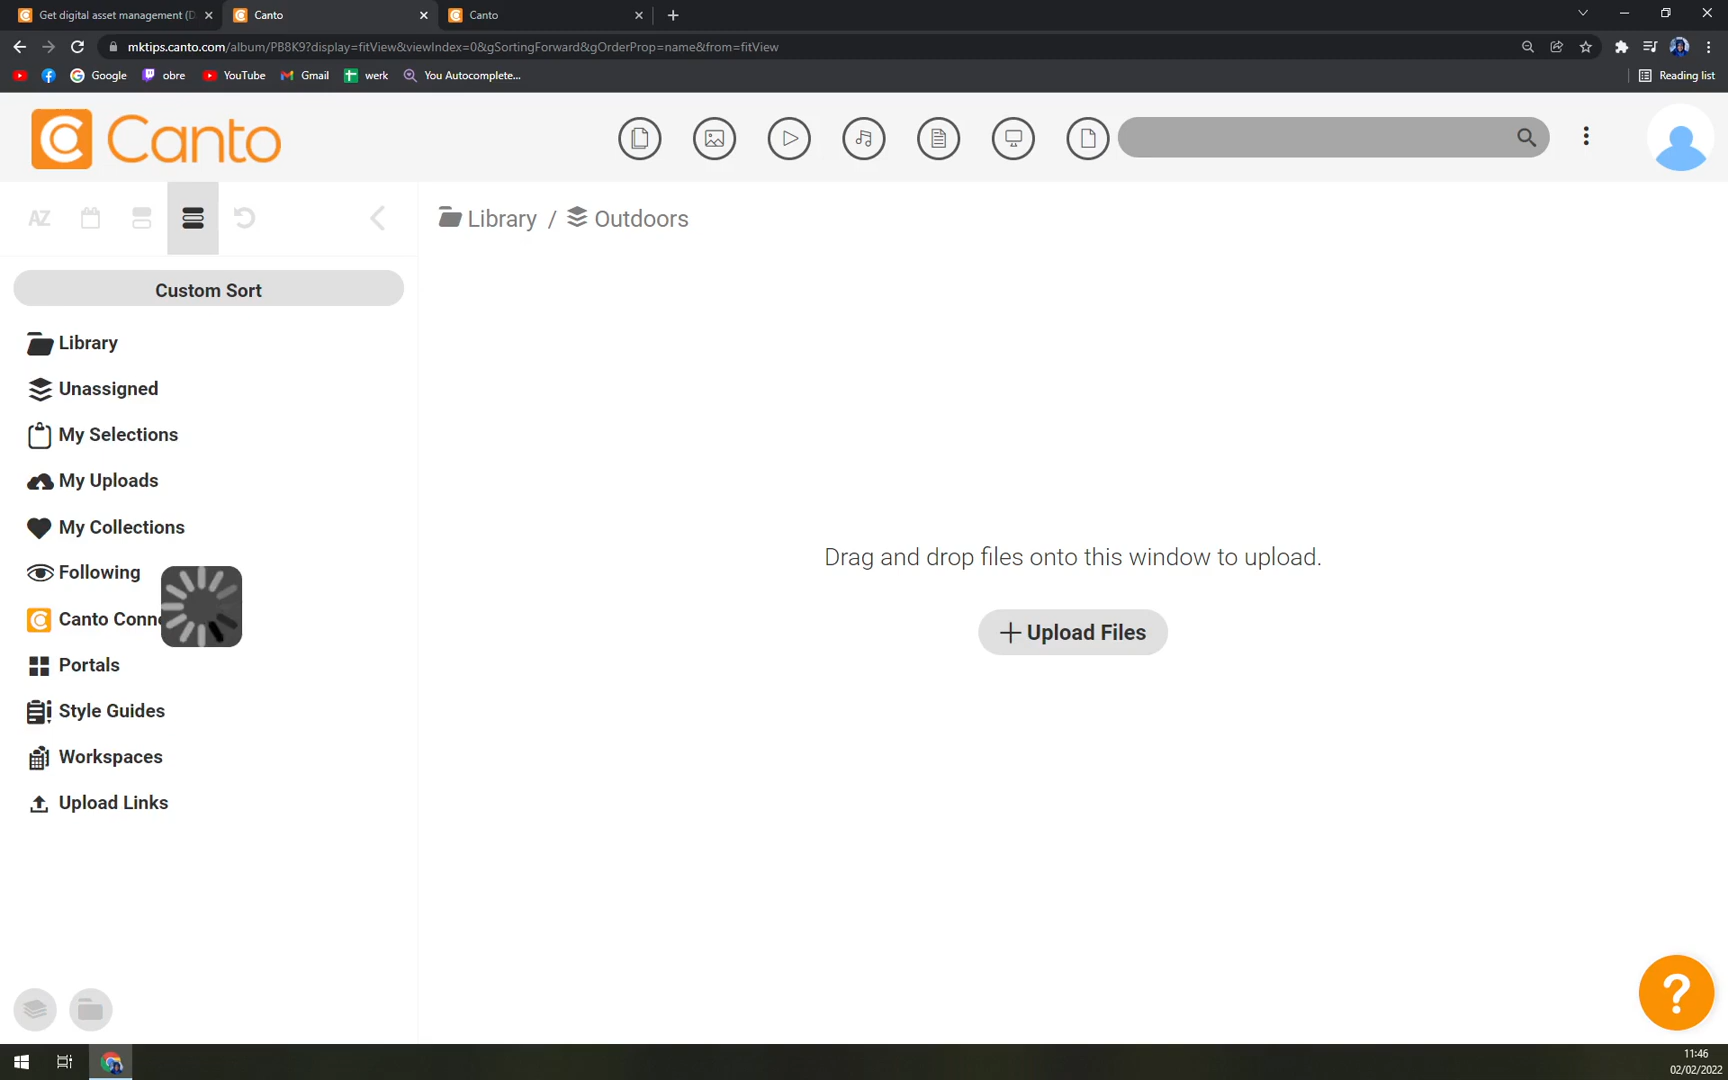 Get digital asset management (D
Canto
Canto
mktips.canto.com/album/PB8K9?display=fitView&viewIndex=0&gSortingForward&gOrderProp=name&from=fitView
Google
obre
YouTube
Gmail
werk
You Autocomplete...
Reading list
Canto
AZ
Library / Outdoors
Custom Sort
Library
Unassigned
My Selections
My Uploads
My Collections
Following
Canto Conn
Portals
Style Guides
Workspaces
Upload Links
Drag and drop files onto this window to upload.
+ Upload Files
?
11:46
02/02/2022